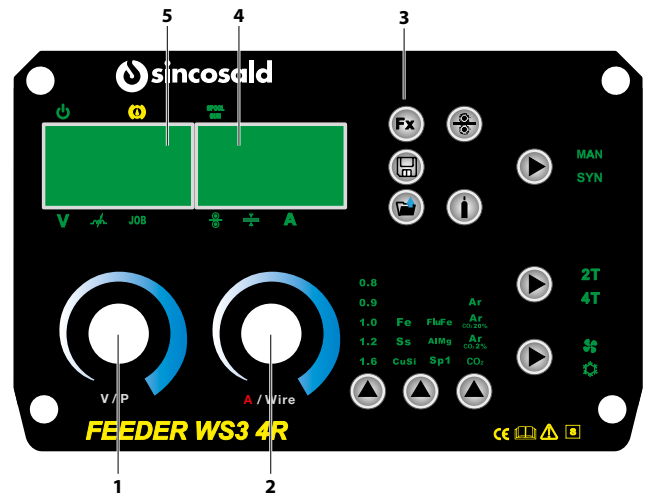 5 4 3
sincosald
SPOOL
GUN
Fx
MAN
SYN
V JOB A
2T
4T
0.8
0.9 Ar
1.0 Fe FluFe Ar
CO₂ 20%
1.2 Ss AlMg Ar
CO₂ 2%
1.6 CuSi Sp1 CO₂
V / P A / Wire
FEEDER WS3 4R
CE
1 2